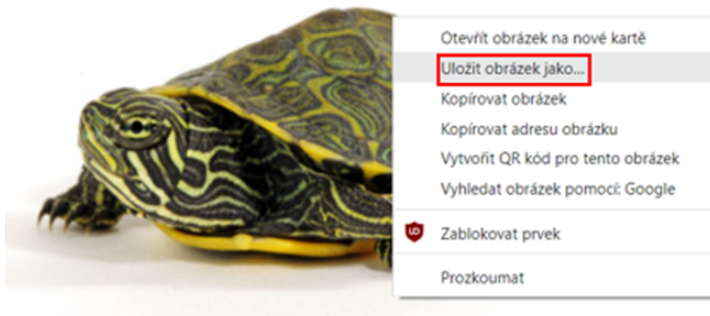 Otevřít obrázek na nové kartě
Uložit obrázek jako...
Kopírovat obrázek
Kopírovat adresu obrázku
Vytvořit QR kód pro tento obrázek
Vyhledat obrázek pomocí: Google
Zablokovat prvek
Prozkoumat